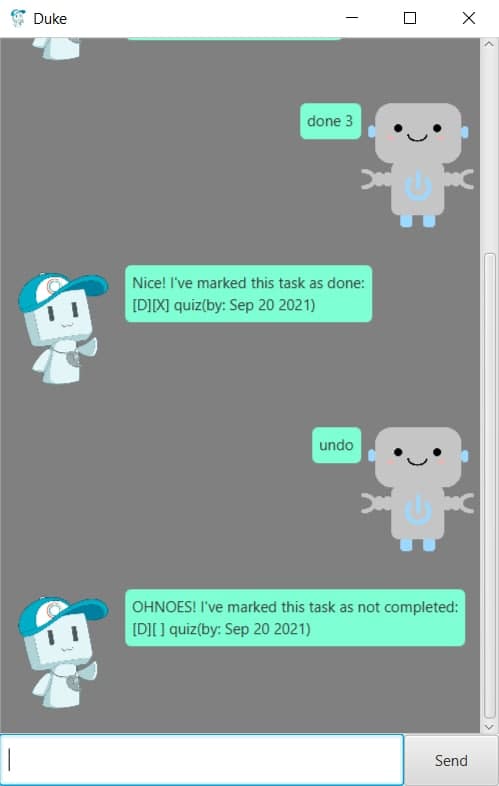 Duke
done 3
Nice! I've marked this task as done:
[D][X] quiz(by: Sep 20 2021)
undo
OHNOES! I've marked this task as not completed:
[D][ ] quiz(by: Sep 20 2021)
Send